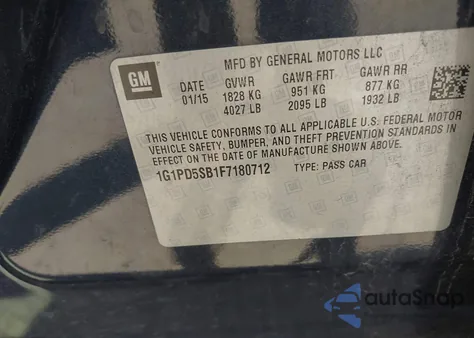 MFD BY GENERAL MOTORS LLC
GM
DATE GVWR GAWR FRT GAWR RR
01/15 1828 KG 951 KG 877 KG
4027 LB 2095 LB 1932 LB
THIS VEHICLE CONFORMS TO ALL APPLICABLE U.S. FEDERAL MOTOR
VEHICLE SAFETY, BUMPER, AND THEFT PREVENTION STANDARDS
IN EFFECT ON THE DATE OF MANUFACTURE SHOWN ABOVE.
1G1PD5SB1F7180712 TYPE: PASS CAR
autoSnap